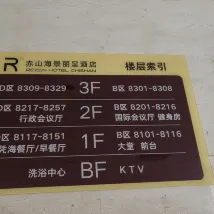 R 赤山海景丽呈酒店 楼层索引
REZEN HOTEL CHISHAN
D区 8309-8329 3F B区 8301-8308
D区 8217-8257 2F B区 8201-8216
行政会议厅 国际会议厅 健身房
D区 8117-8151 1F B区 8101-8116
海餐厅/早餐厅 大堂 前台
洗浴中心 BF KTV